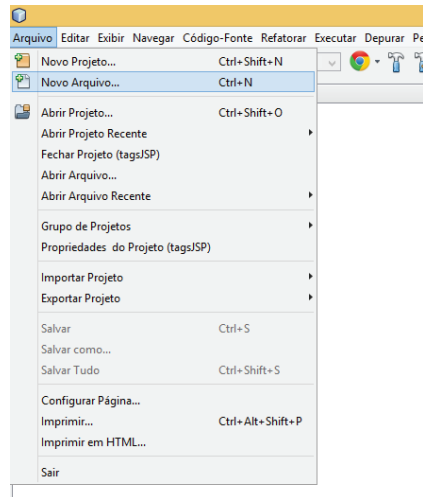 Arquivo Editar Exibir Navegar Código-Fonte Refatorar Executar Depurar
Novo Projeto... Ctrl+Shift+N
Novo Arquivo... Ctrl+N
Abrir Projeto... Ctrl+Shift+O
Abrir Projeto Recente
Fechar Projeto (tagsJSP)
Abrir Arquivo...
Abrir Arquivo Recente
Grupo de Projetos
Propriedades do Projeto (tagsJSP)
Importar Projeto
Exportar Projeto
Salvar Ctrl+S
Salvar como...
Salvar Tudo Ctrl+Shift+S
Configurar Página...
Imprimir... Ctrl+Alt+Shift+P
Imprimir em HTML...
Sair